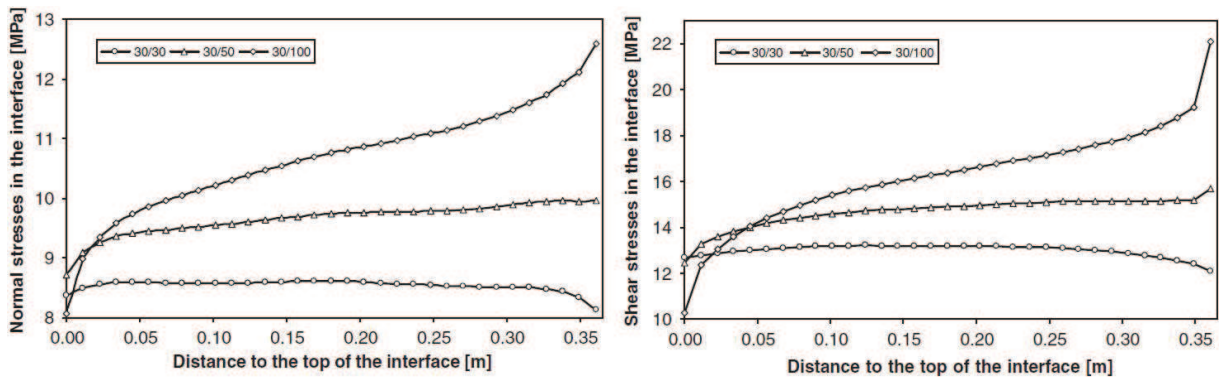 Normal stresses in the interface [MPa]
13
12
11
10
9
8
30/30 30/50 30/100
0.00 0.05 0.10 0.15 0.20 0.25 0.30 0.35
Distance to the top of the interface [m]
Shear stresses in the interface [MPa]
22
20
18
16
14
12
10
30/30 30/50 30/100
0.00 0.05 0.10 0.15 0.20 0.25 0.30 0.35
Distance to the top of the interface [m]